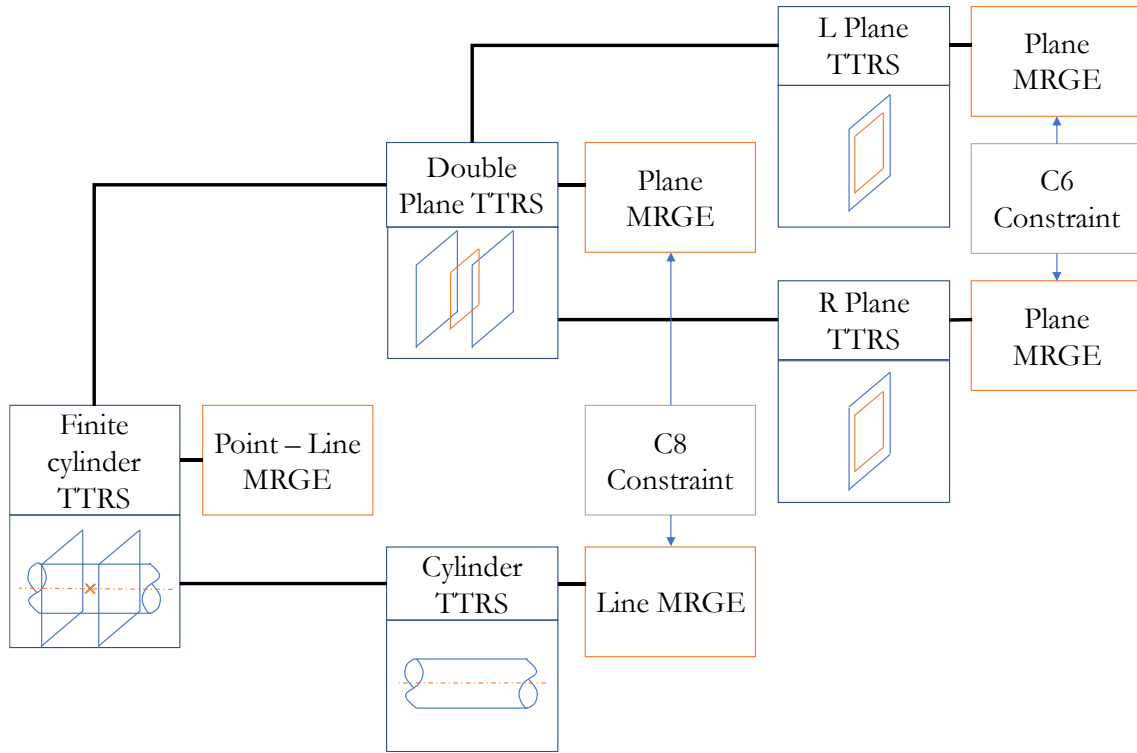 L Plane
TTRS
Plane
MRGE
Double
Plane TTRS
Plane
MRGE
C6
Constraint
R Plane
TTRS
Plane
MRGE
Finite
cylinder
TTRS
Point – Line
MRGE
C8
Constraint
Cylinder
TTRS
Line MRGE